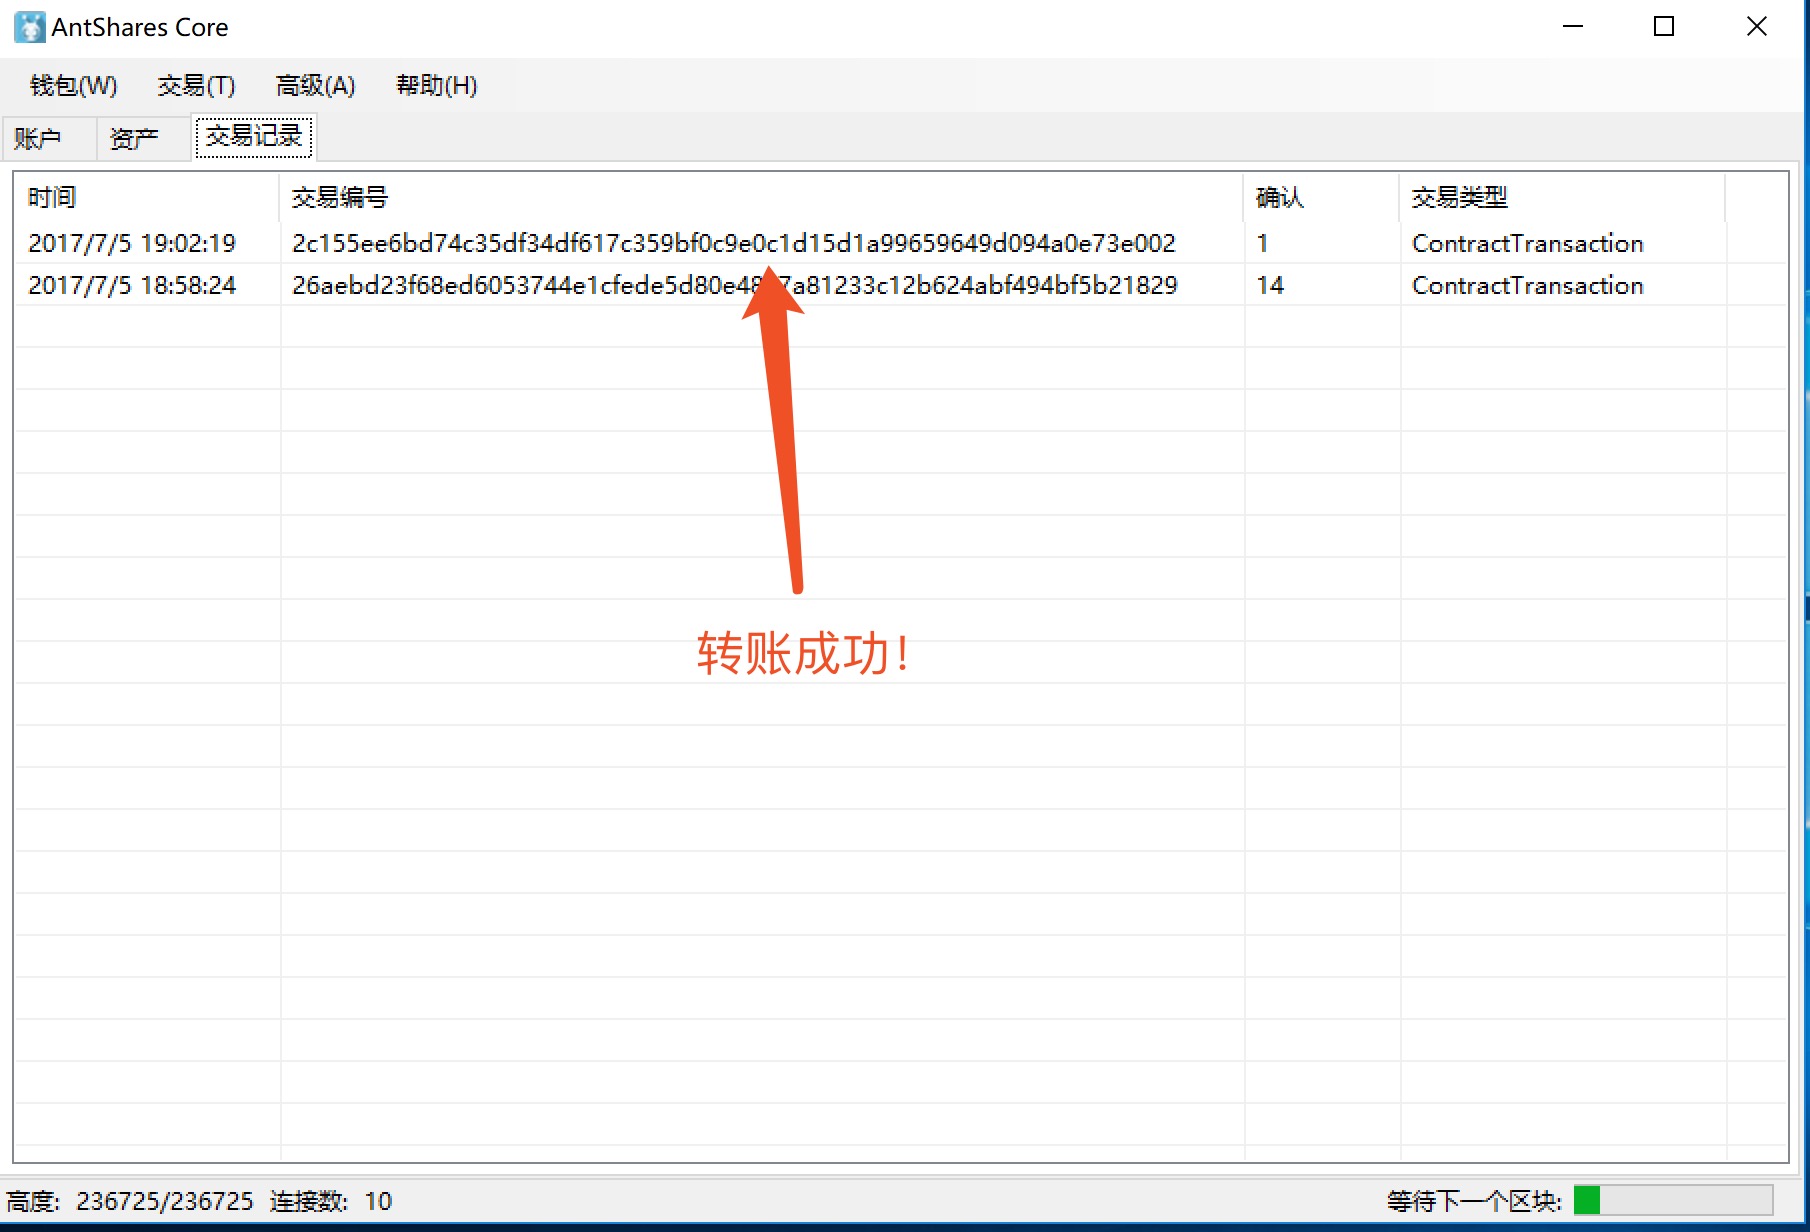 AntShares Core
钱包(W) 交易(T) 高级(A) 帮助(H)
账户 资产 交易记录
时间 交易编号 确认 交易类型
2017/7/5 19:02:19 2c155ee6bd74c35df34df617c359bf0c9e0c1d15d1a99659649d094a0e73e002 1 ContractTransaction
2017/7/5 18:58:24 14 ContractTransaction
转账成功!
高度: 236725/236725 连接数: 10 等待下一个区块: